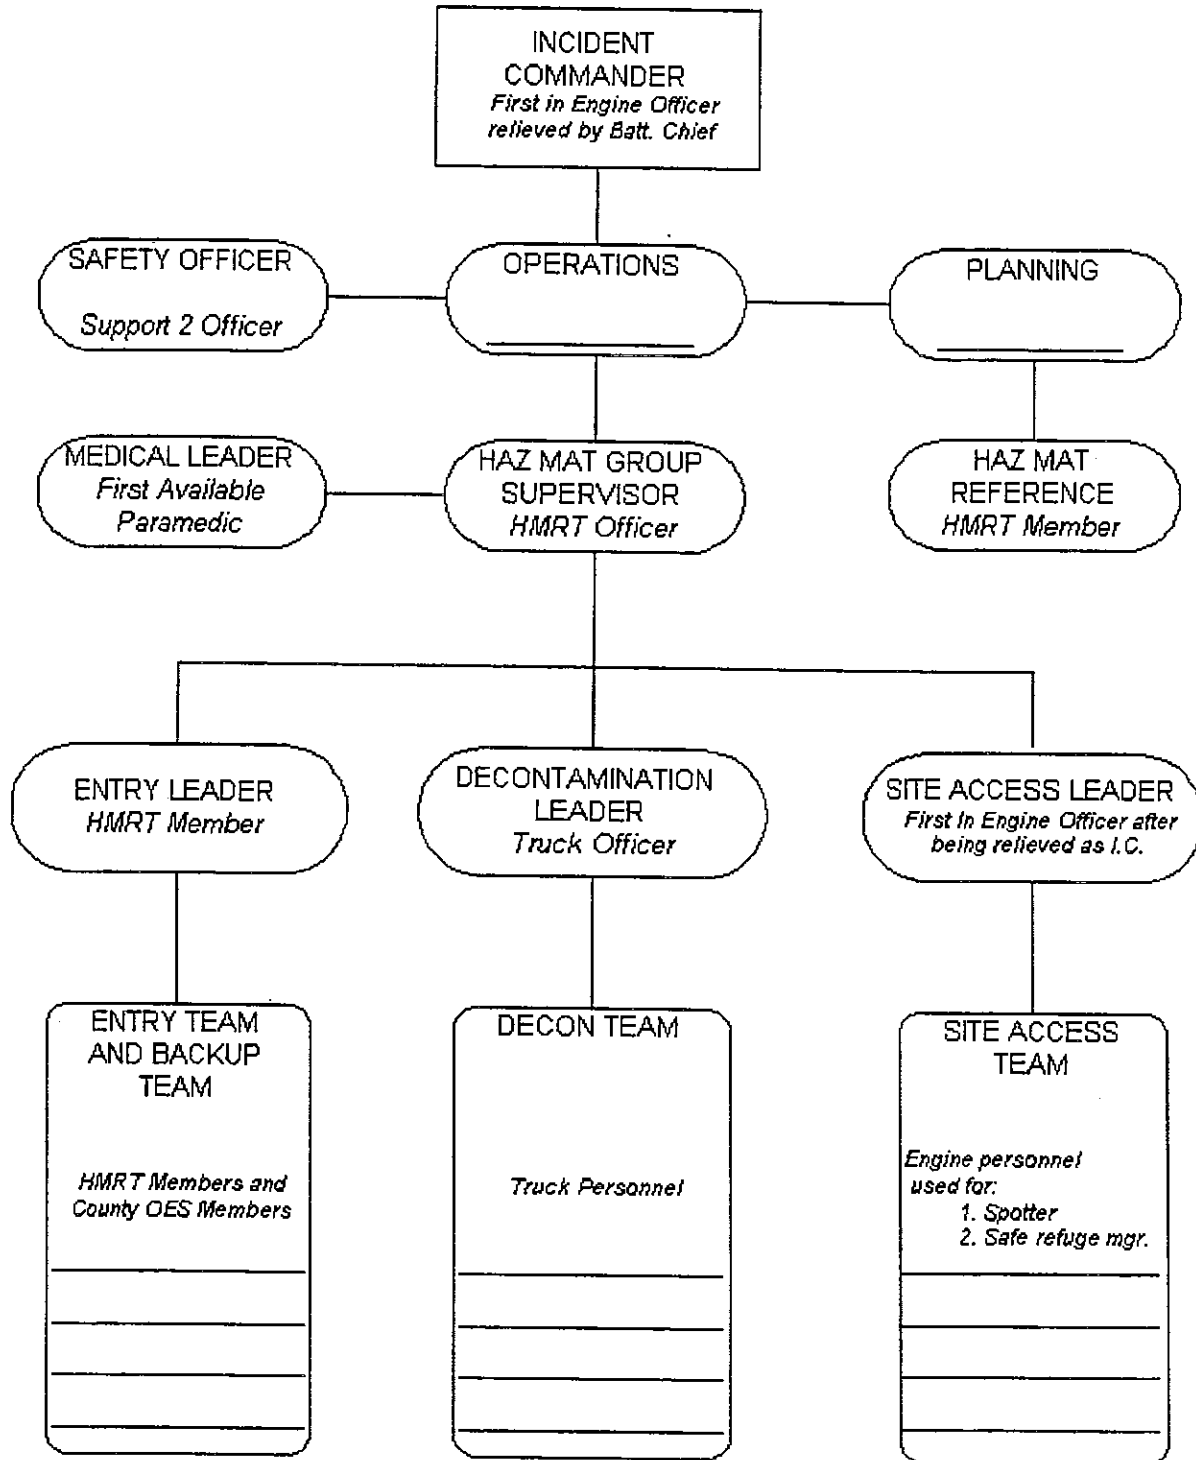 INCIDENT
COMMANDER
First in Engine Officer
relieved by Batt. Chief
SAFETY OFFICER
Support 2 Officer
OPERATIONS
PLANNING
MEDICAL LEADER
First Available
Paramedic
HAZ MAT GROUP
SUPERVISOR
HMRT Officer
HAZ MAT
REFERENCE
HMRT Member
ENTRY LEADER
HMRT Member
DECONTAMINATION
LEADER
Truck Officer
SITE ACCESS LEADER
First In Engine Officer after
being relieved as I.C.
ENTRY TEAM
AND BACKUP
TEAM
HMRT Members and
County OES Members
DECON TEAM
Truck Personnel
SITE ACCESS
TEAM
Engine personnel
used for:
1. Spotter
2. Safe refuge mgr.